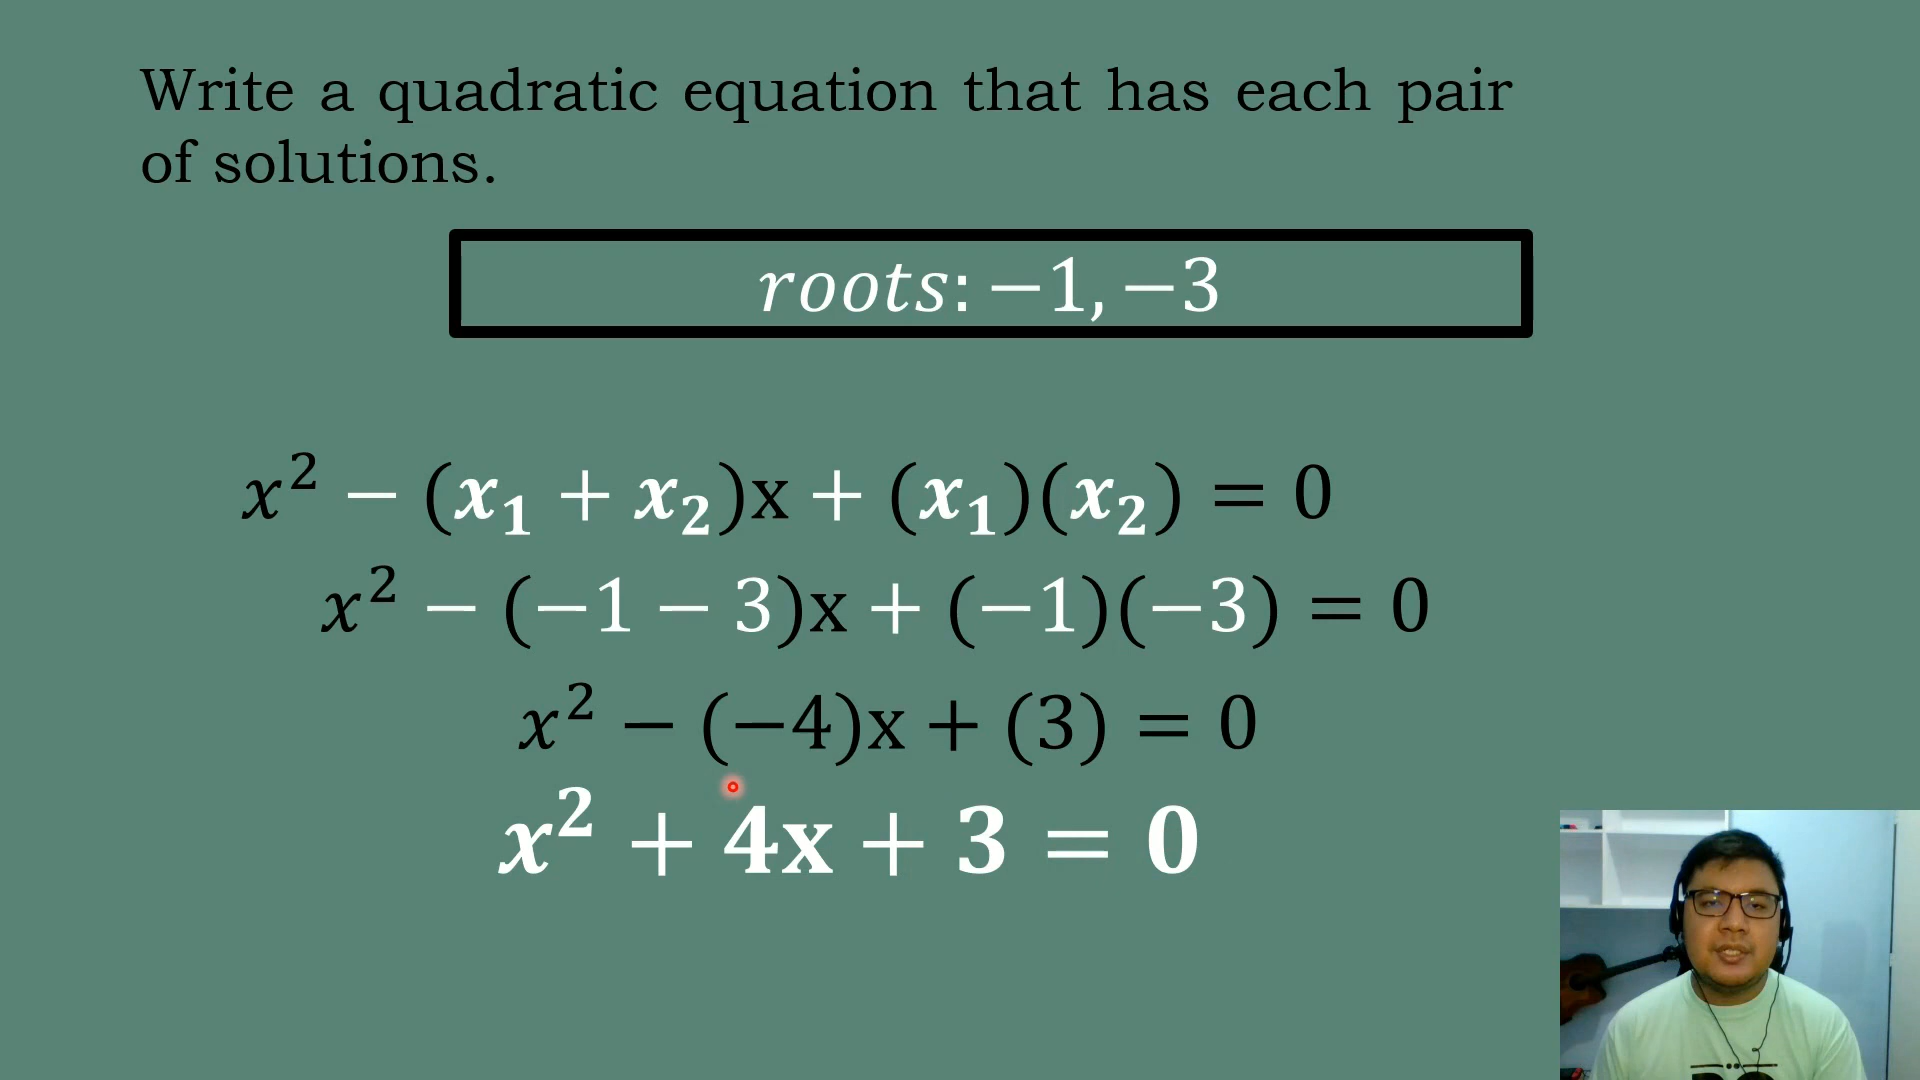 Write a quadratic equation that has each pair
of solutions.
roots: −1, −3
x² − (x₁ + x₂)x + (x₁)(x₂) = 0
x² − (−1 − 3)x + (−1)(−3) = 0
x² − (−4)x + (3) = 0
x² + 4x + 3 = 0